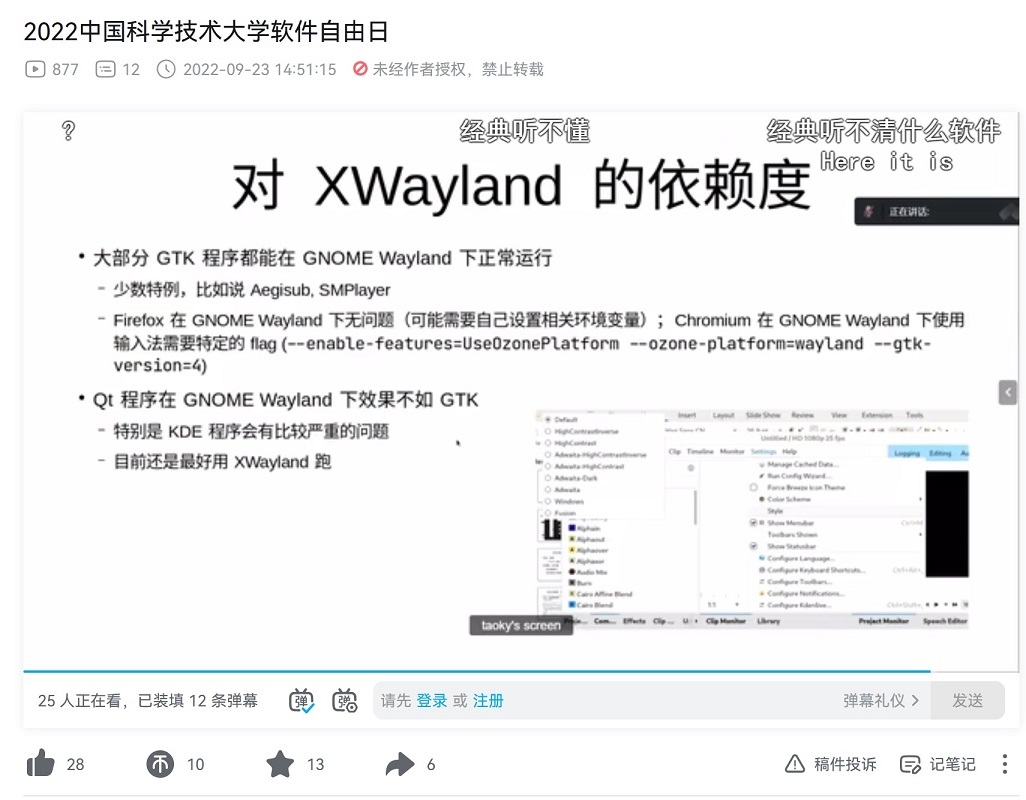 2022中国科学技术大学软件自由日
877 12 2022-09-23 14:51:15 未经作者授权，禁止转载
? 经典听不懂 经典听不清什么软件
Here it is
对 XWayland 的依赖度
正在讲话:
• 大部分 GTK 程序都能在 GNOME Wayland 下正常运行
– 少数特例，比如说 Aegisub, SMPlayer
– Firefox 在 GNOME Wayland 下无问题（可能需要自己设置相关环境变量）；Chromium 在 GNOME Wayland 下使用
输入法需要特定的 flag (--enable-features=UseOzonePlatform --ozone-platform=wayland --gtk-
version=4)
• Qt 程序在 GNOME Wayland 下效果不如 GTK
– 特别是 KDE 程序会有比较严重的问题
– 目前还是最好用 XWayland 跑
Insert Layout Slide Show Review View Extension Tools
Default
HighContrastInverse
HighContrast
Adwaita-HighContrastInverse
Adwaita-HighContrast
Adwaita-Dark
Adwaita
Windows
Fusion
Untitled / HD 1080p 25 fps
Clip Timeline Monitor Settings Help
Logging Editing Au
Manage Cached Data...
Run Config Wizard...
Force Breeze Icon Theme
Color Scheme
Style
Show Menubar
Toolbars Shown
Show Statusbar
Configure Language...
Configure Keyboard Shortcuts...
Configure Toolbars...
Configure Notifications...
Configure Kdenlive...
Alphain
Alphaout
Alphaover
Alphaxor
Audio Mix
Burn
Cairo Affine Blend
Cairo Blend
1:1
Com... Effects Clip ... Clip Monitor Library Project Monitor Speech Editor
taoky's screen
25 人正在看，已装填 12 条弹幕 弹 弹 请先 登录 或 注册 弹幕礼仪 > 发送
28 币 10 13 6 稿件投诉 记笔记